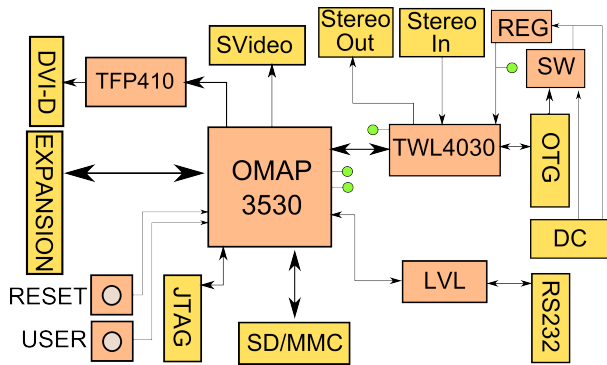 Stereo
Out
Stereo
In
REG
SVideo
DVI-D
TFP410
SW
EXPANSION
OMAP
3530
TWL4030
OTG
DC
RESET
USER
JTAG
SD/MMC
LVL
RS232